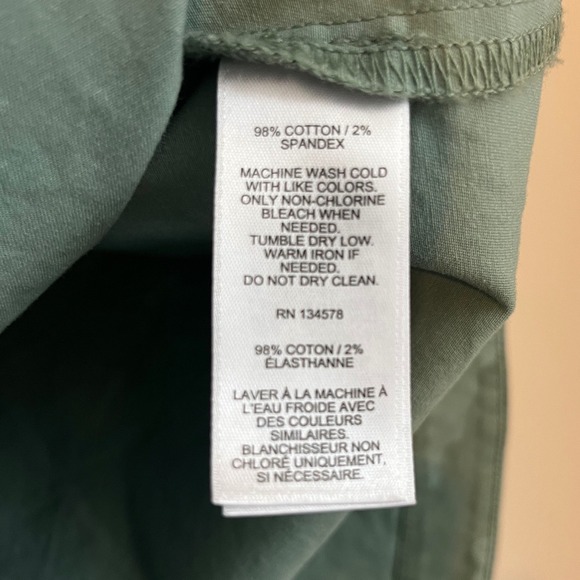 98% COTTON / 2%
SPANDEX
MACHINE WASH COLD
WITH LIKE COLORS.
ONLY NON-CHLORINE
BLEACH WHEN
NEEDED.
TUMBLE DRY LOW.
WARM IRON IF
NEEDED.
DO NOT DRY CLEAN.
RN 134578
98% COTON / 2%
ÉLASTHANNE
LAVER À LA MACHINE À
L'EAU FROIDE AVEC
DES COULEURS
SIMILAIRES.
BLANCHISSEUR NON
CHLORÉ UNIQUEMENT,
SI NÉCESSAIRE.